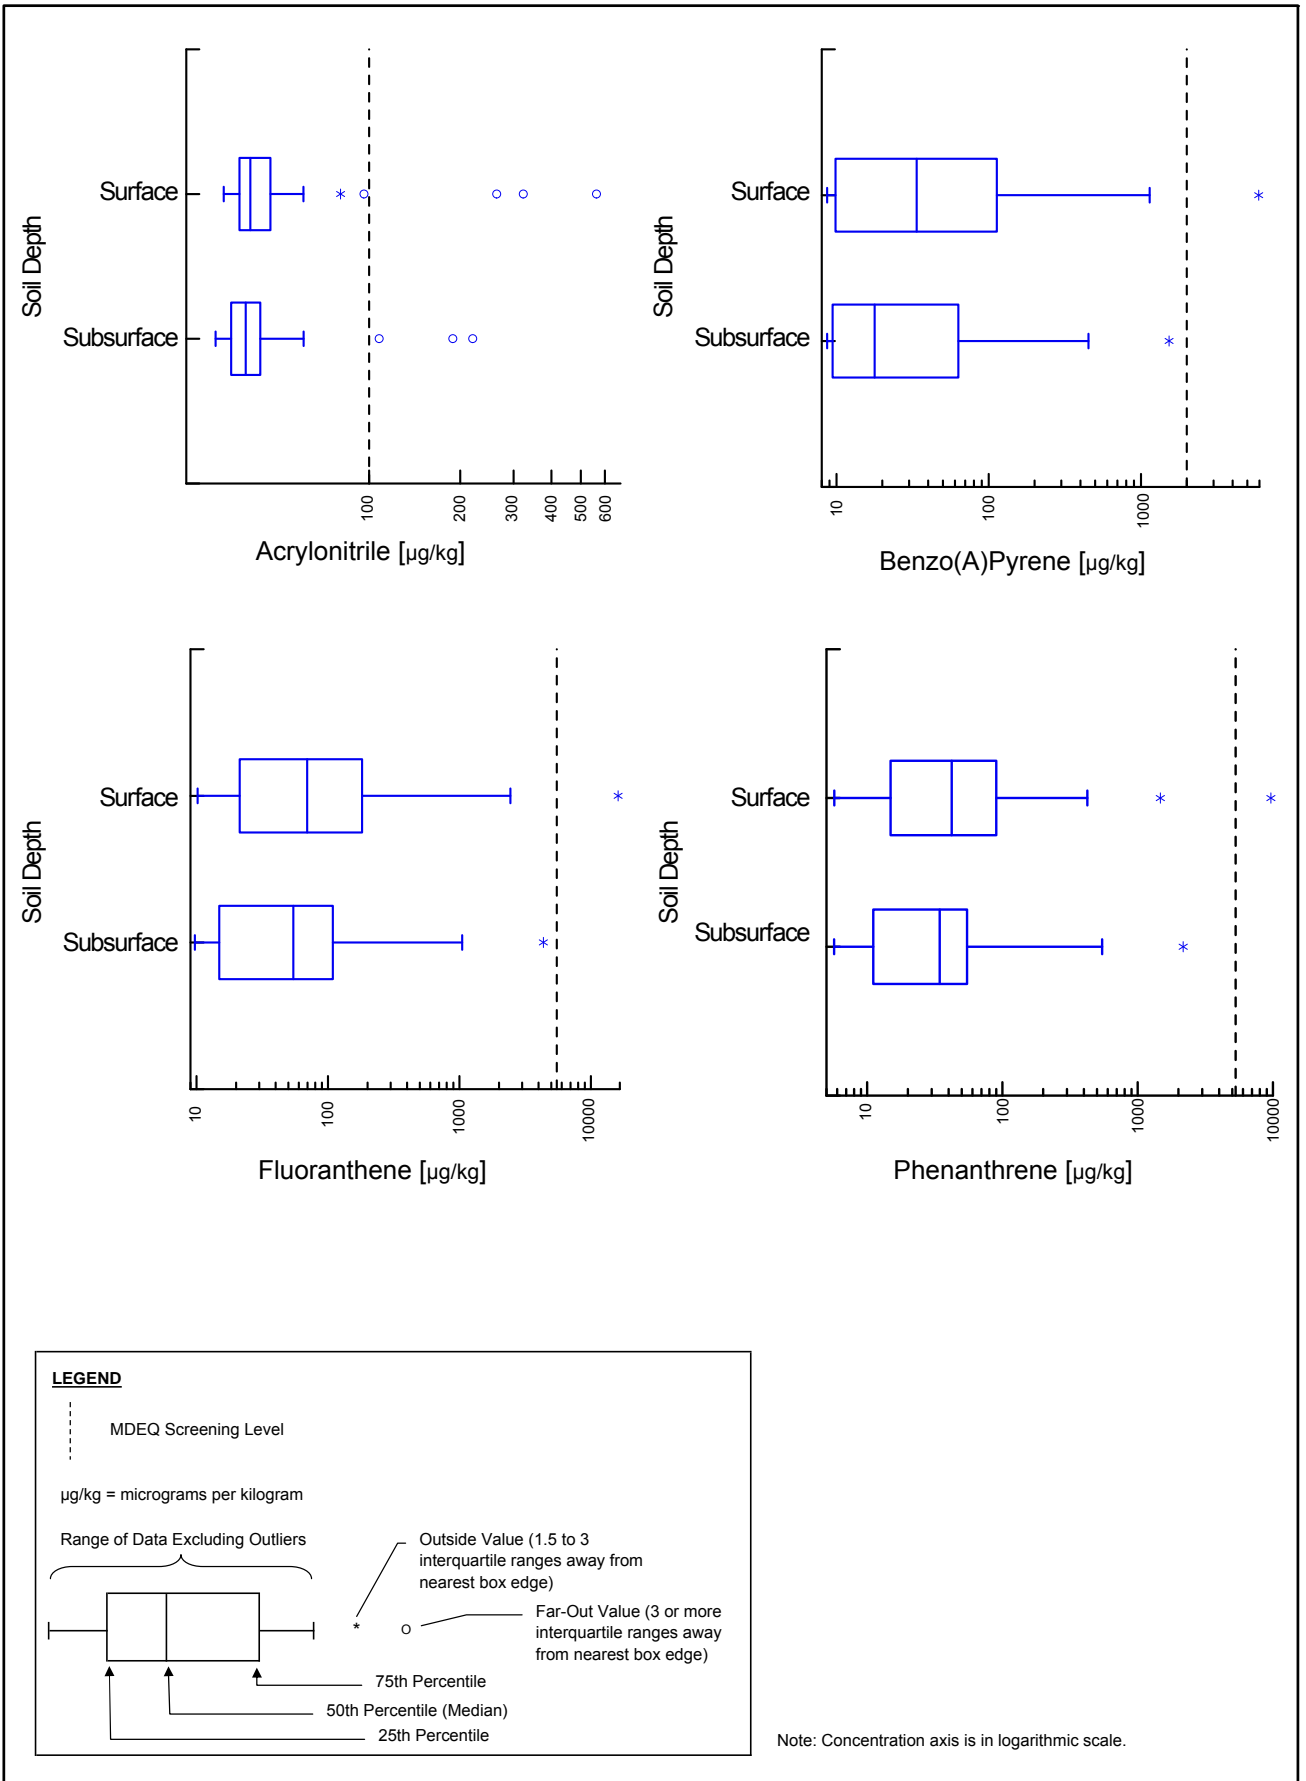 Soil Depth
Surface
Subsurface
100
200
300
400
500
600
Acrylonitrile [µg/kg]
Soil Depth
Surface
Subsurface
10
100
1000
Benzo(A)Pyrene [µg/kg]
Soil Depth
Surface
Subsurface
10
100
1000
10000
Fluoranthene [µg/kg]
Soil Depth
Surface
Subsurface
10
100
1000
10000
Phenanthrene [µg/kg]
LEGEND
MDEQ Screening Level
µg/kg = micrograms per kilogram
Range of Data Excluding Outliers
Outside Value (1.5 to 3
interquartile ranges away from
nearest box edge)
Far-Out Value (3 or more
interquartile ranges away
from nearest box edge)
*
o
75th Percentile
50th Percentile (Median)
25th Percentile
Note: Concentration axis is in logarithmic scale.